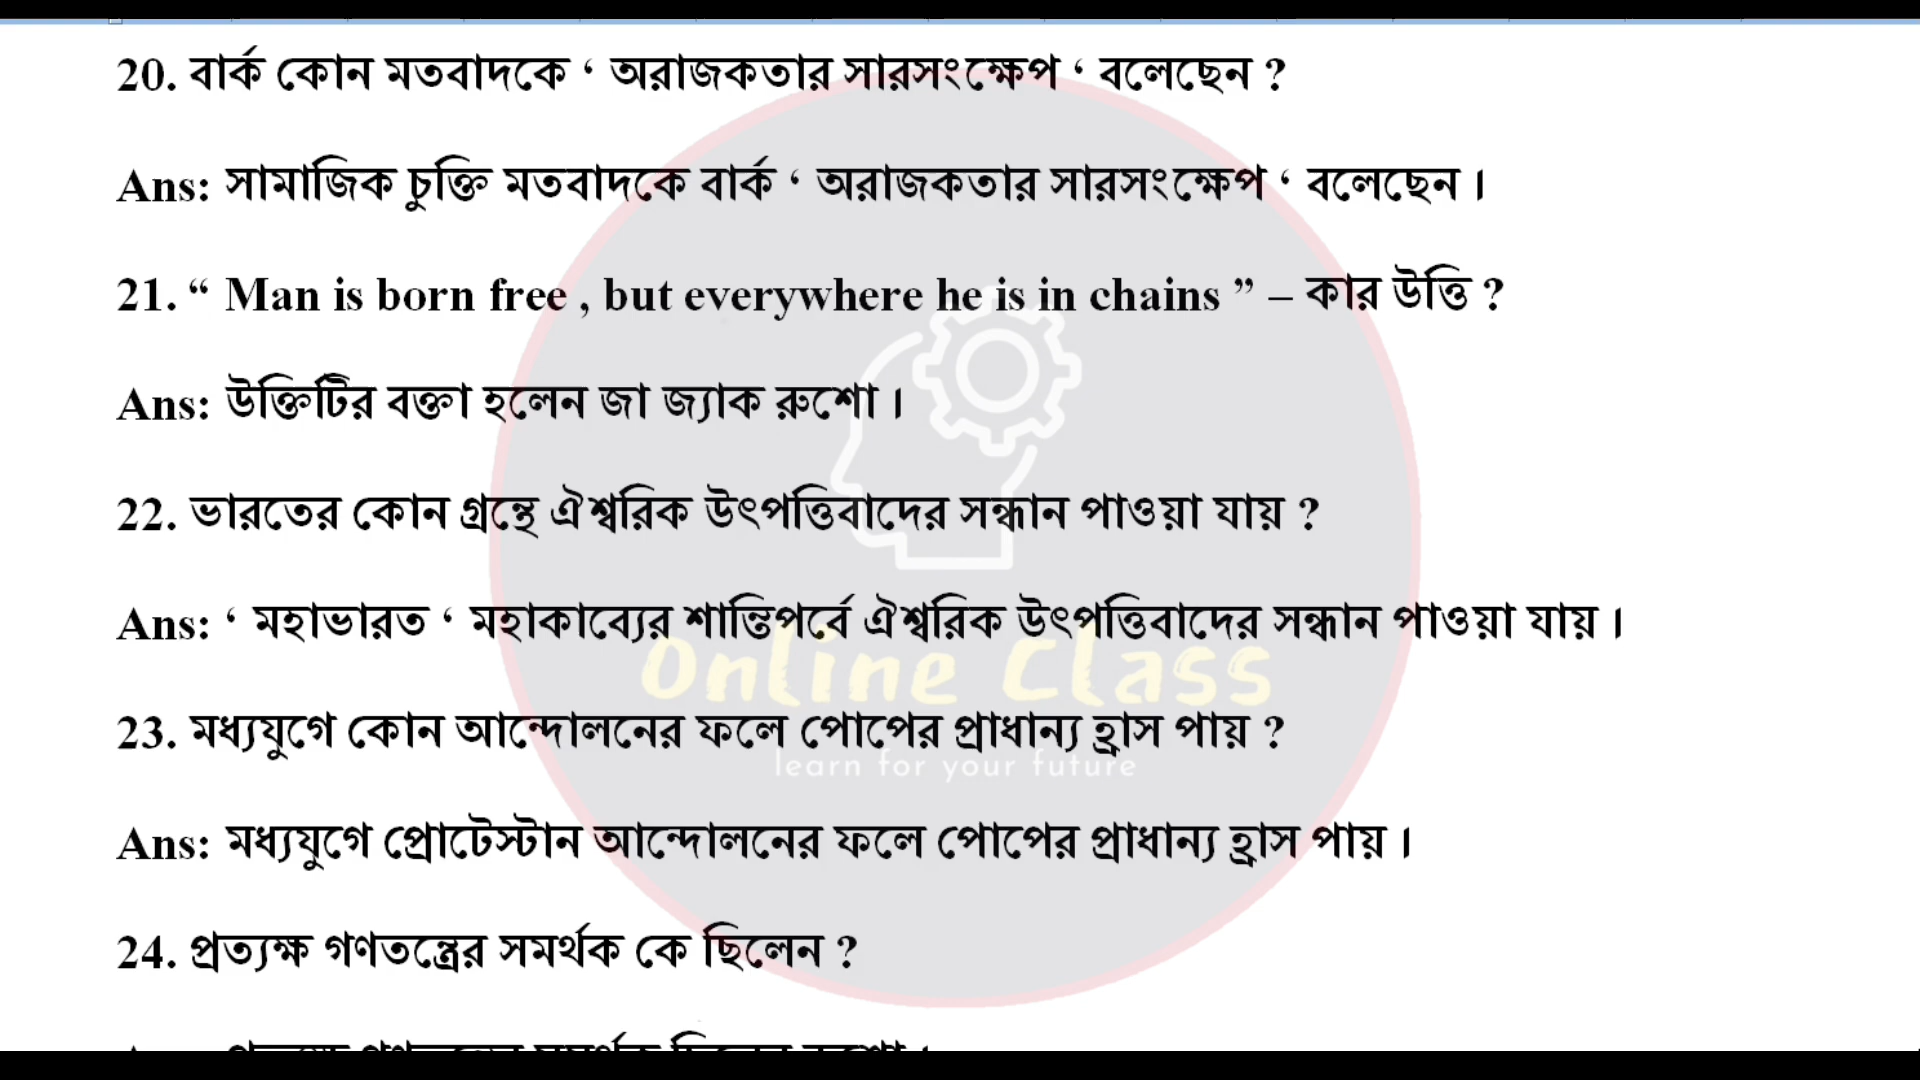 20. বার্ক কোন মতবাদকে ‘ অরাজকতার সারসংক্ষেপ ‘ বলেছেন ?
Ans: সামাজিক চুক্তি মতবাদকে বার্ক ‘ অরাজকতার সারসংক্ষেপ ‘ বলেছেন ।
21. “ Man is born free , but everywhere he is in chains ” – কার উত্তি ?
Ans: উক্তিটির বক্তা হলেন জা জ্যাক রুশো ।
22. ভারতের কোন গ্রন্থে ঐশ্বরিক উৎপত্তিবাদের সন্ধান পাওয়া যায় ?
Ans: ‘ মহাভারত ‘ মহাকাব্যের শান্তিপর্বে ঐশ্বরিক উৎপত্তিবাদের সন্ধান পাওয়া যায় ।
Online Class
23. মধ্যযুগে কোন আন্দোলনের ফলে পোপের প্রাধান্য হ্রাস পায় ?
learn for your future
Ans: মধ্যযুগে প্রোটেস্টান আন্দোলনের ফলে পোপের প্রাধান্য হ্রাস পায় ।
24. প্রত্যক্ষ গণতন্ত্রের সমর্থক কে ছিলেন ?